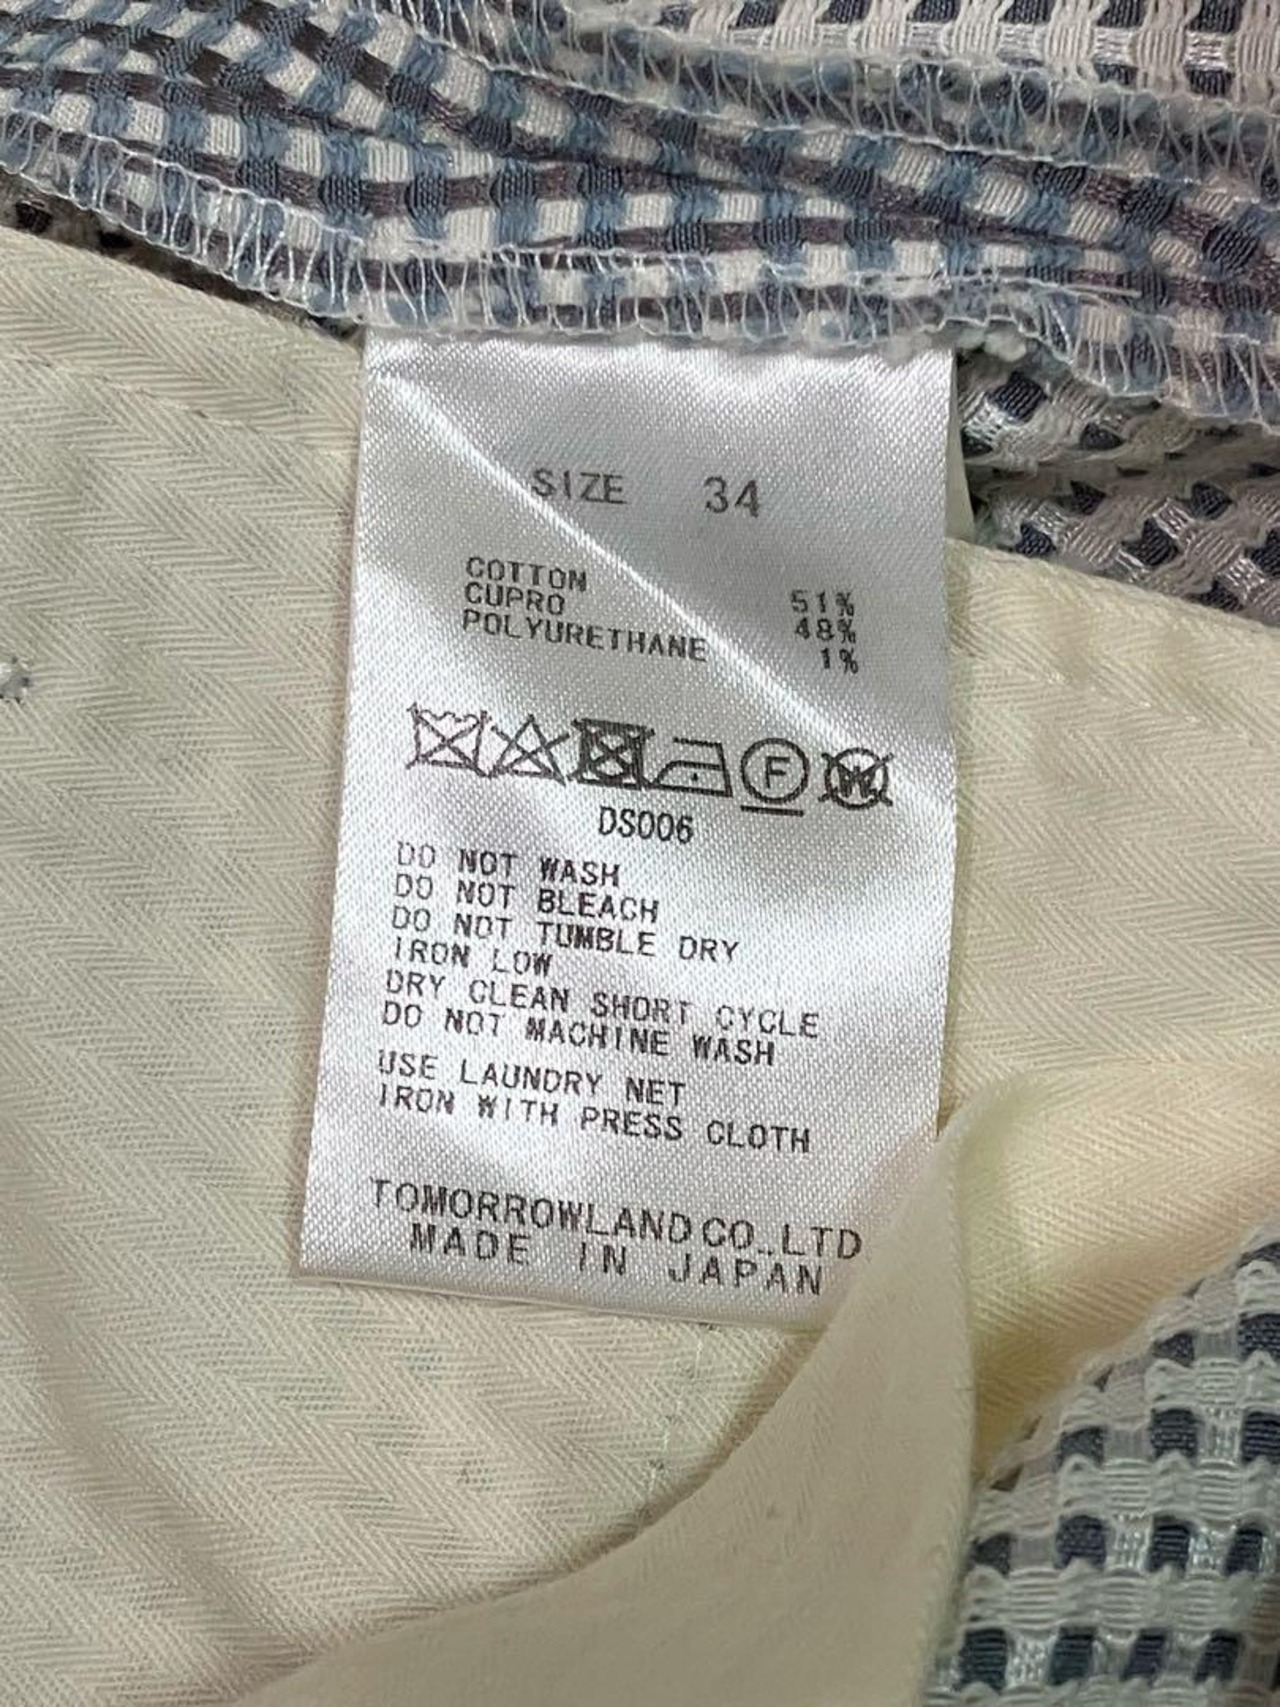 SIZE 34
COTTON 51%
CUPRO 48%
POLYURETHANE 1%
F W
DS006
DO NOT WASH
DO NOT BLEACH
DO NOT TUMBLE DRY
IRON LOW
DRY CLEAN SHORT CYCLE
DO NOT MACHINE WASH
USE LAUNDRY NET
IRON WITH PRESS CLOTH
TOMORROWLAND CO.,LTD
MADE IN JAPAN